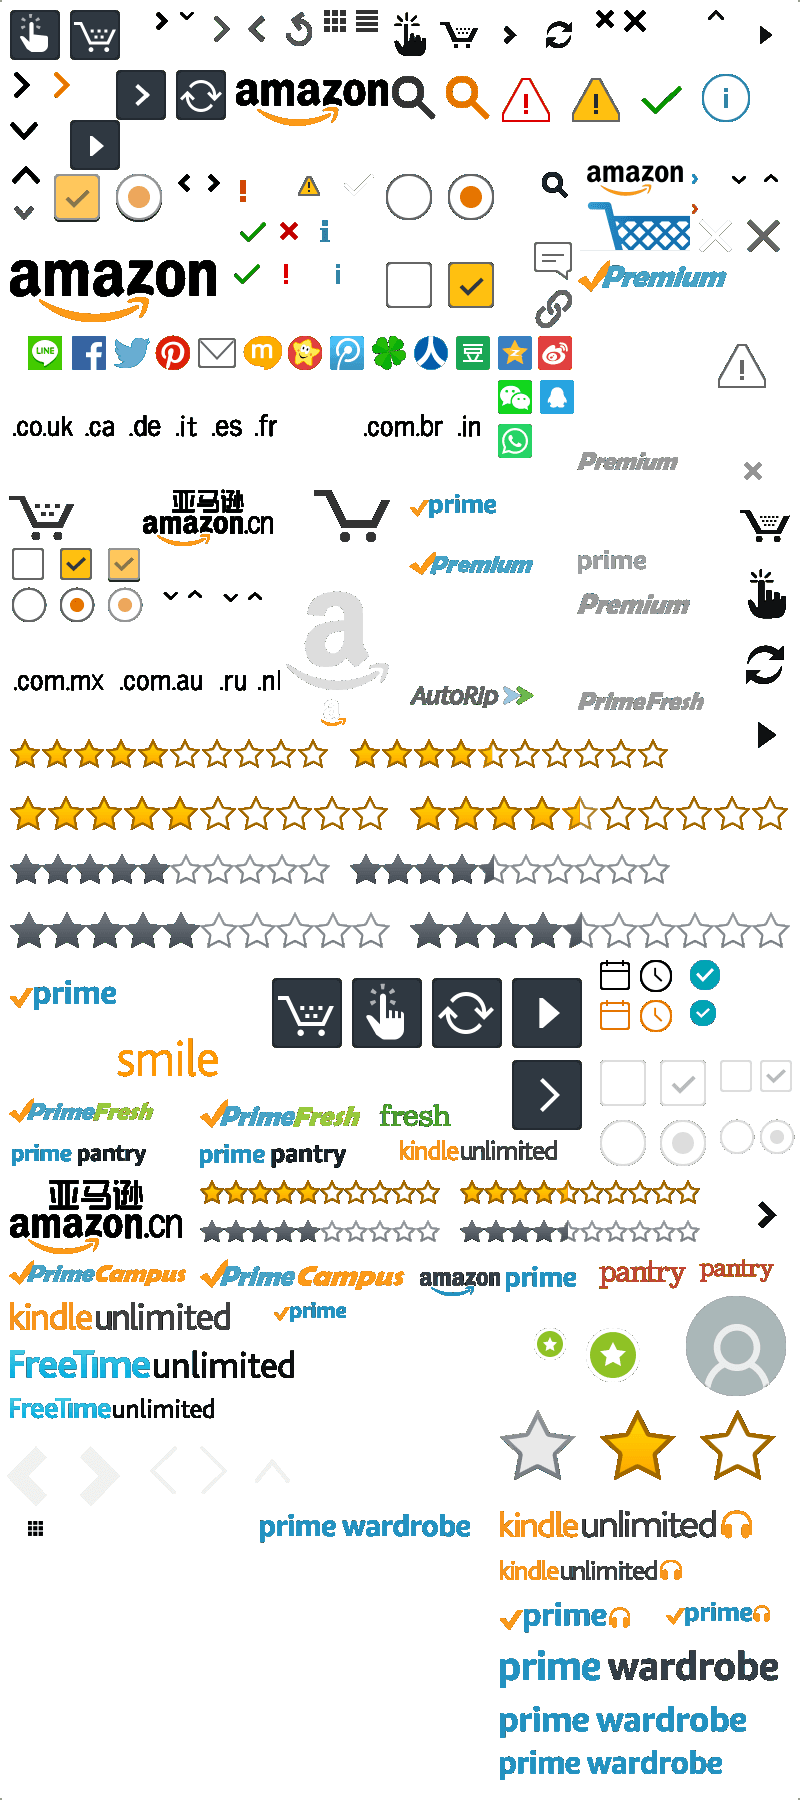 amazon
amazon
amazon
Premium
LINE
m
豆
.co.uk .ca .de .it .es .fr
.com.br .in
Premium
亚马逊
amazon.cn
prime
Premium
prime
Premium
a
.com.mx .com.au .ru .nl
AutoRip
PrimeFresh
a
prime
smile
PrimeFresh
PrimeFresh
fresh
prime pantry
prime pantry
kindleunlimited
亚马逊
amazon.cn
PrimeCampus
PrimeCampus
amazon prime
pantry
pantry
kindleunlimited
prime
FreeTimeunlimited
FreeTimeunlimited
prime wardrobe
kindleunlimited
kindleunlimited
prime
prime
prime wardrobe
prime wardrobe
prime wardrobe